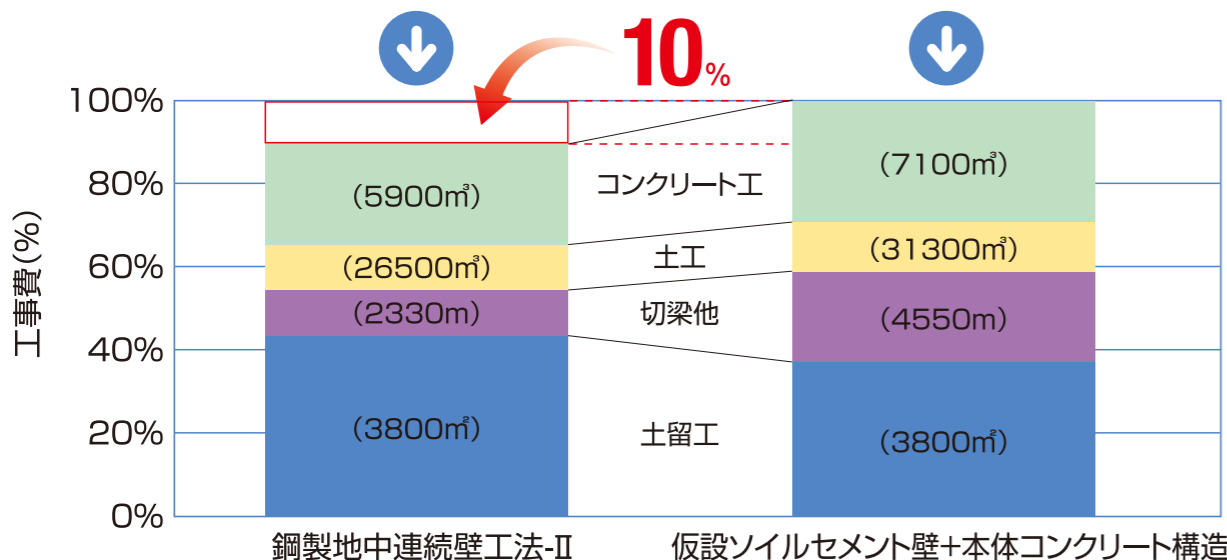 10%
100%
80%
60%
40%
20%
0%
工事費(%)
(5900㎥)
(26500㎥)
(2330m)
(3800㎡)
コンクリート工
土工
切梁他
土留工
(7100㎥)
(31300㎥)
(4550m)
(3800㎡)
鋼製地中連続壁工法-Ⅱ
仮設ソイルセメント壁+本体コンクリート構造